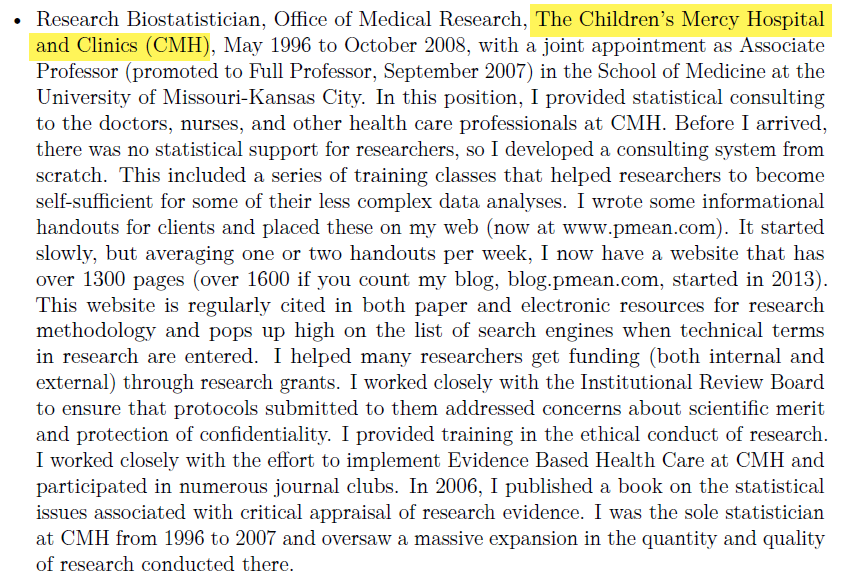 • Research Biostatistician, Office of Medical Research, The Children's Mercy Hospital
and Clinics (CMH), May 1996 to October 2008, with a joint appointment as Associate
Professor (promoted to Full Professor, September 2007) in the School of Medicine at the
University of Missouri-Kansas City. In this position, I provided statistical consulting
to the doctors, nurses, and other health care professionals at CMH. Before I arrived,
there was no statistical support for researchers, so I developed a consulting system from
scratch. This included a series of training classes that helped researchers to become
self-sufficient for some of their less complex data analyses. I wrote some informational
handouts for clients and placed these on my web (now at www.pmean.com). It started
slowly, but averaging one or two handouts per week, I now have a website that has
over 1300 pages (over 1600 if you count my blog, blog.pmean.com, started in 2013).
This website is regularly cited in both paper and electronic resources for research
methodology and pops up high on the list of search engines when technical terms
in research are entered. I helped many researchers get funding (both internal and
external) through research grants. I worked closely with the Institutional Review Board
to ensure that protocols submitted to them addressed concerns about scientific merit
and protection of confidentiality. I provided training in the ethical conduct of research.
I worked closely with the effort to implement Evidence Based Health Care at CMH and
participated in numerous journal clubs. In 2006, I published a book on the statistical
issues associated with critical appraisal of research evidence. I was the sole statistician
at CMH from 1996 to 2007 and oversaw a massive expansion in the quantity and quality
of research conducted there.